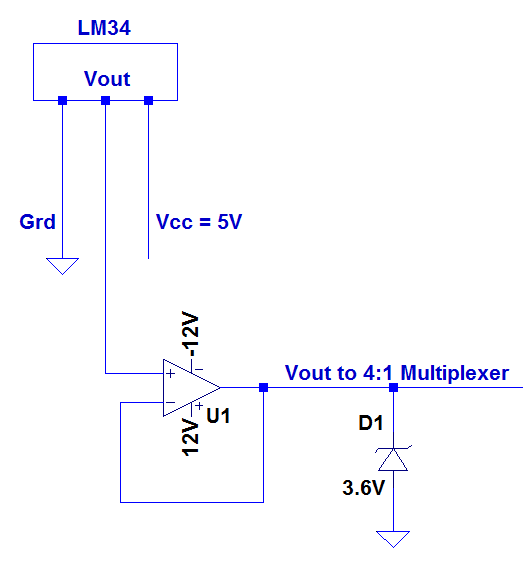 LM34
Vout
Grd
Vcc = 5V
-12V
+
-
-
+
U1
12V
Vout to 4:1 Multiplexer
D1
3.6V